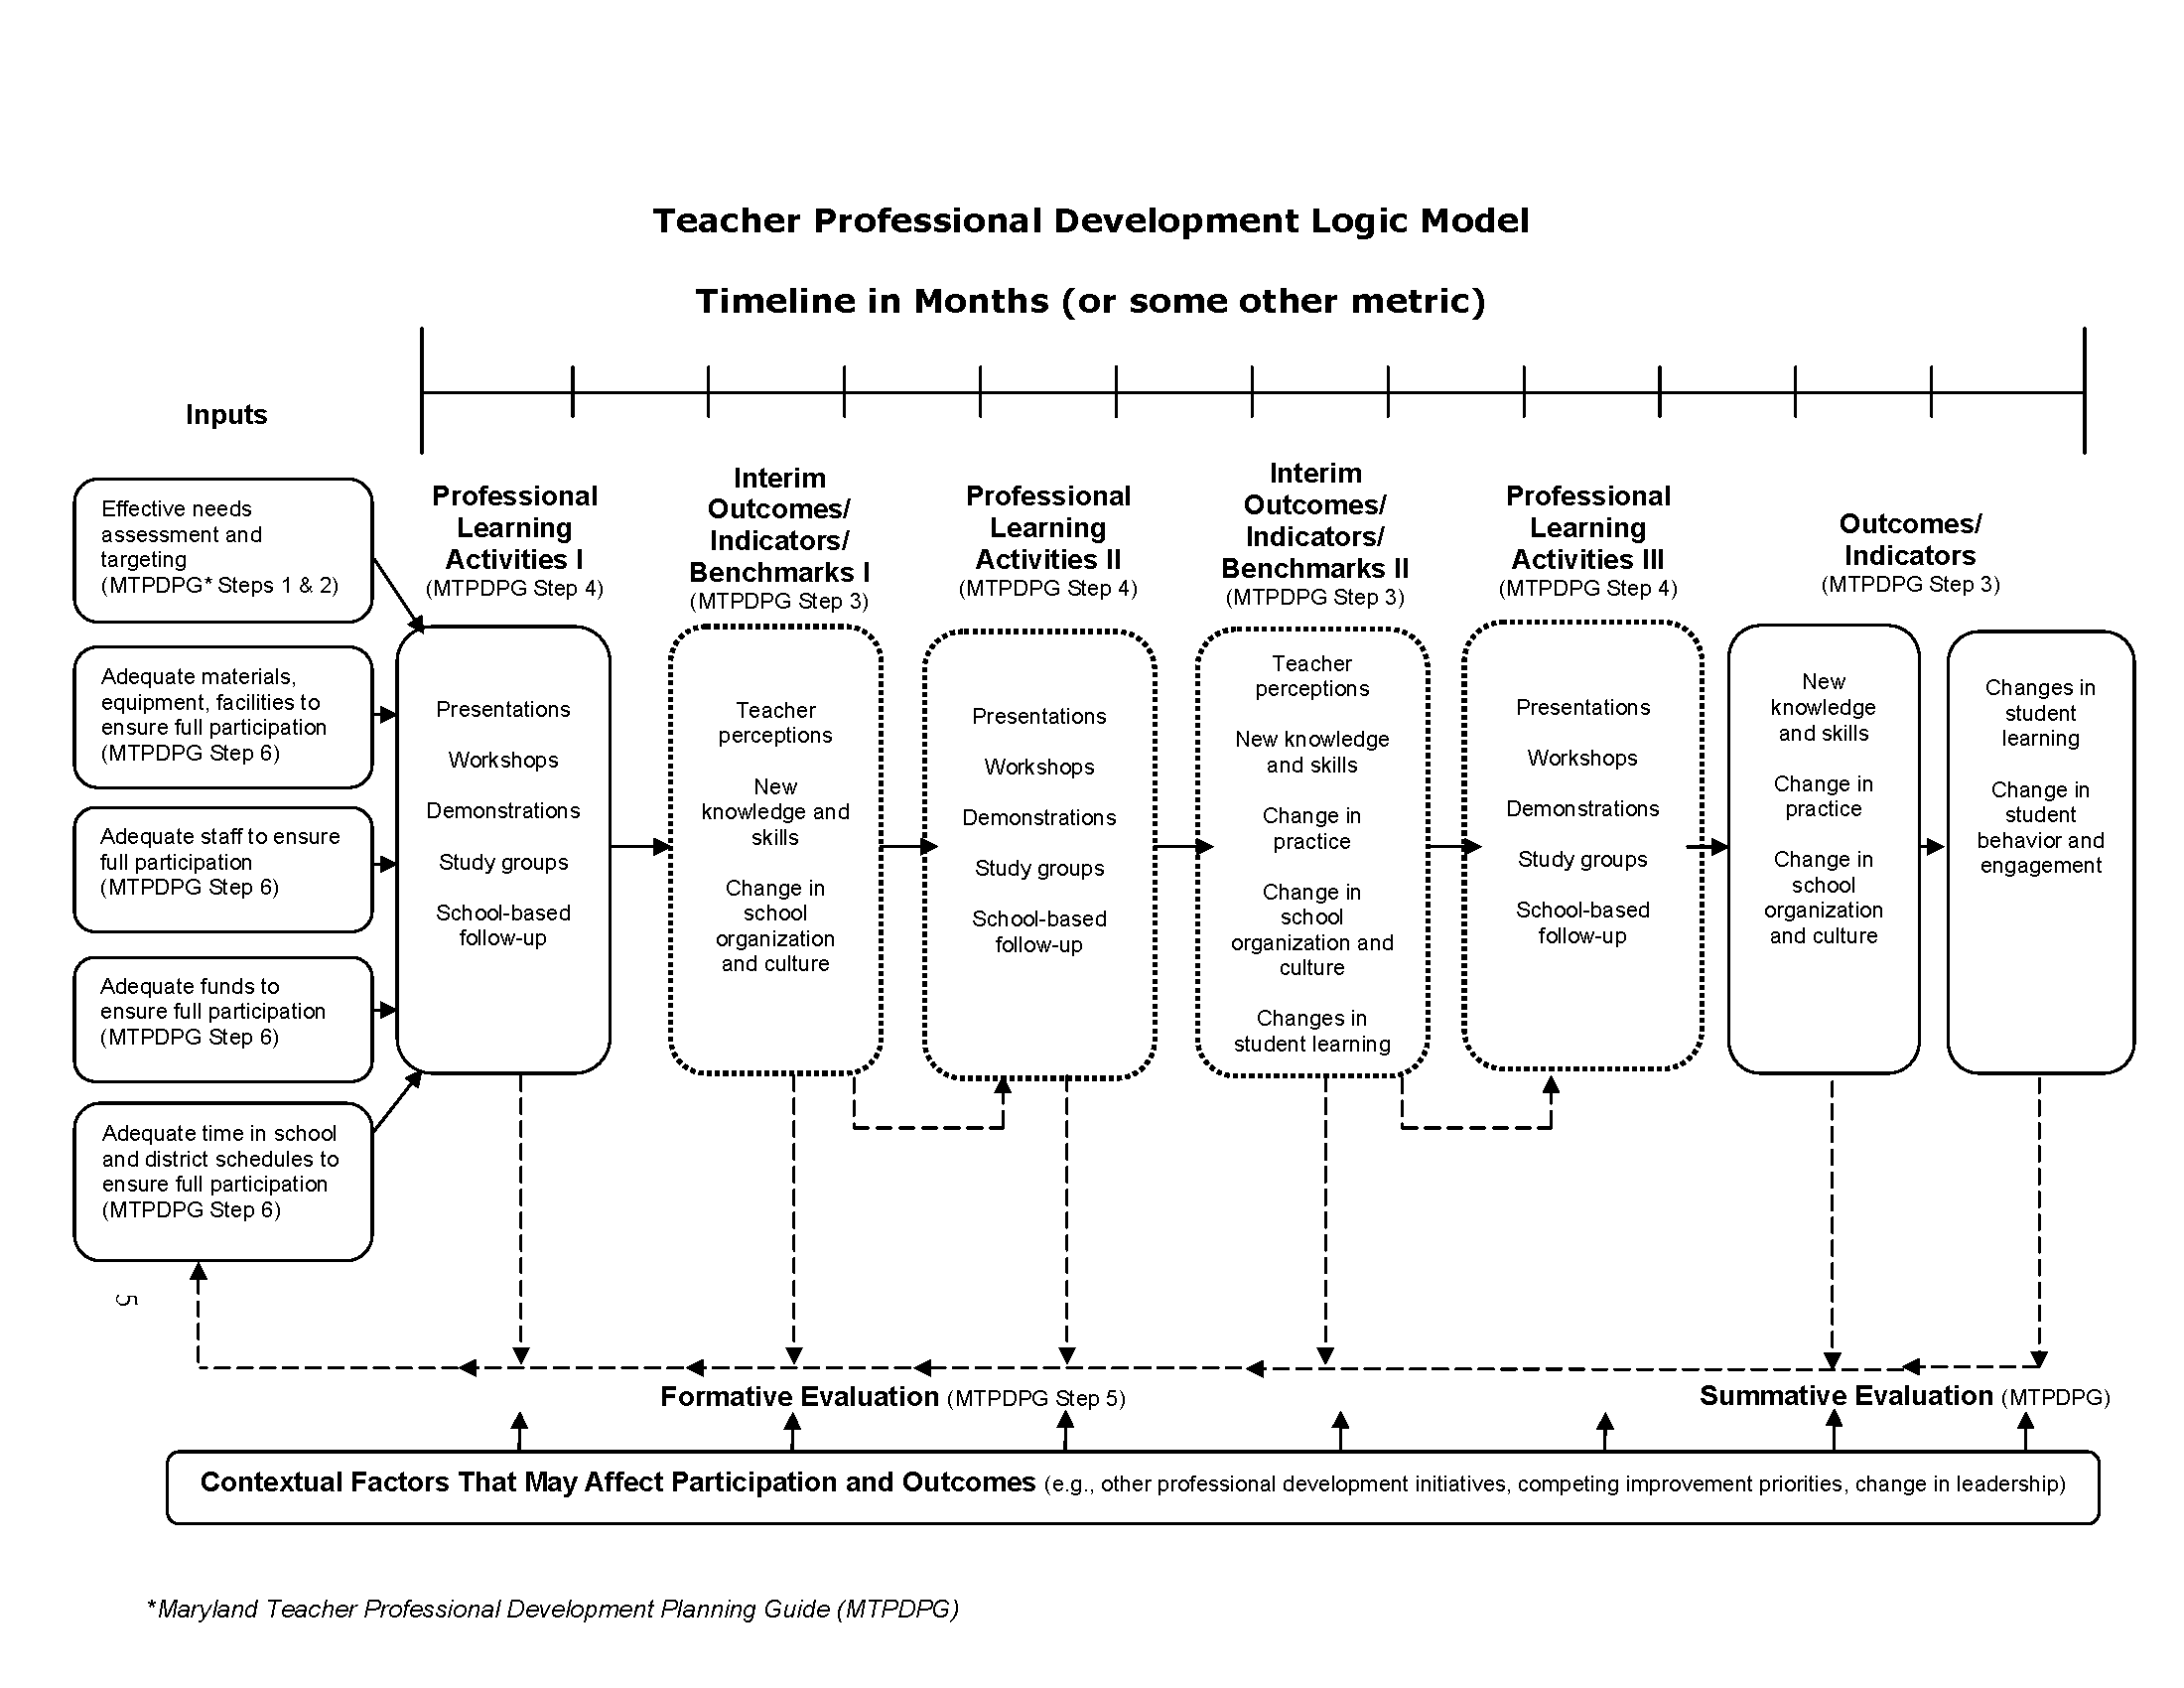 Teacher Professional Development Logic Model
Timeline in Months (or some other metric)
Inputs
Effective needs
assessment and
targeting
(MTPDPG* Steps 1 & 2)
Adequate materials,
equipment, facilities to
ensure full participation
(MTPDPG Step 6)
Adequate staff to ensure
full participation
(MTPDPG Step 6)
Adequate funds to
ensure full participation
(MTPDPG Step 6)
Adequate time in school
and district schedules to
ensure full participation
(MTPDPG Step 6)
5
Professional
Learning
Activities I
(MTPDPG Step 4)
Presentations
Workshops
Demonstrations
Study groups
School-based
follow-up
Interim
Outcomes/
Indicators/
Benchmarks I
(MTPDPG Step 3)
Teacher
perceptions
New
knowledge and
skills
Change in
school
organization
and culture
Professional
Learning
Activities II
(MTPDPG Step 4)
Presentations
Workshops
Demonstrations
Study groups
School-based
follow-up
Interim
Outcomes/
Indicators/
Benchmarks II
(MTPDPG Step 3)
Teacher
perceptions
New knowledge
and skills
Change in
practice
Change in
school
organization and
culture
Changes in
student learning
Professional
Learning
Activities III
(MTPDPG Step 4)
Presentations
Workshops
Demonstrations
Study groups
School-based
follow-up
Outcomes/
Indicators
(MTPDPG Step 3)
New
knowledge
and skills
Change in
practice
Change in
school
organization
and culture
Changes in
student
learning
Change in
student
behavior and
engagement
Formative Evaluation (MTPDPG Step 5)
Summative Evaluation (MTPDPG)
Contextual Factors That May Affect Participation and Outcomes (e.g., other professional development initiatives, competing improvement priorities, change in leadership)
*Maryland Teacher Professional Development Planning Guide (MTPDPG)